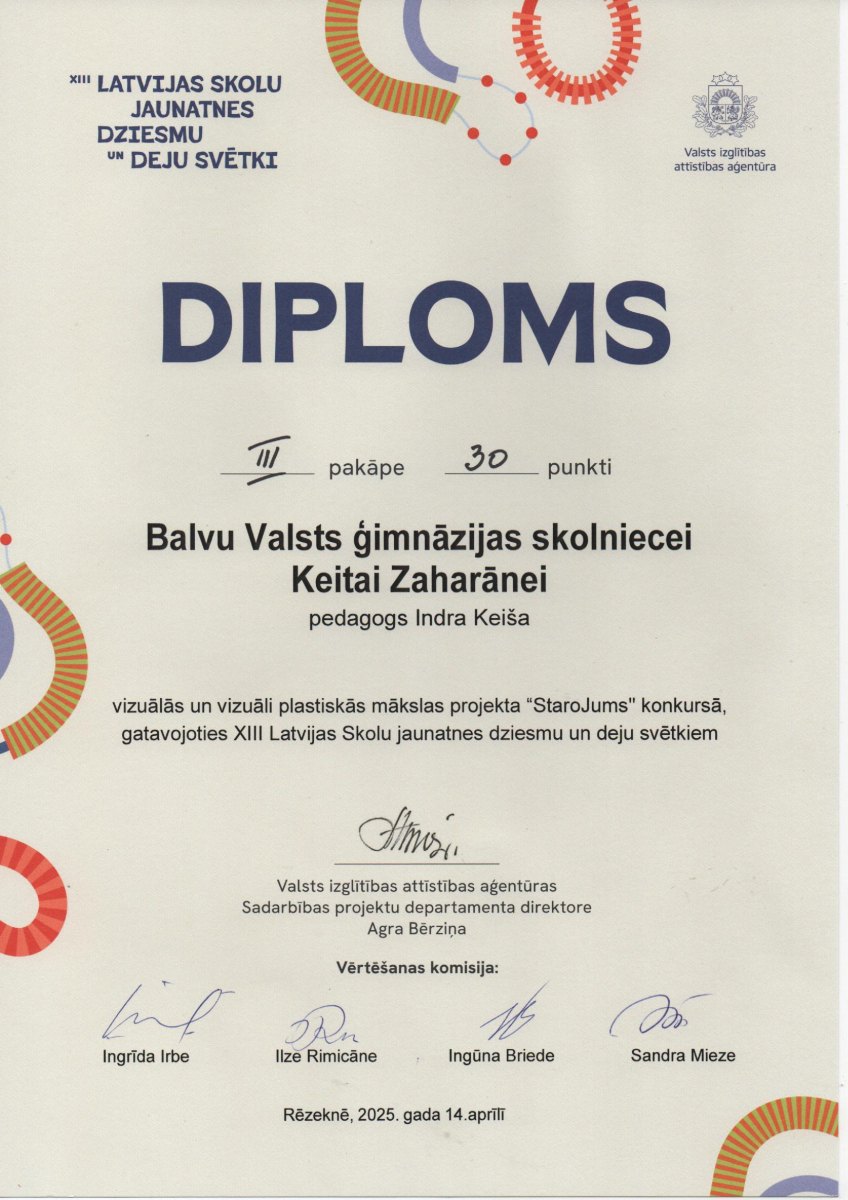 XIII LATVIJAS SKOLU
JAUNATNES
DZIESMU
UN DEJU SVĒTKI
Valsts izglītības
attīstības aģentūra
DIPLOMS
III pakāpe 30 punkti
Balvu Valsts ģimnāzijas skolniecei
Keitai Zaharānei
pedagogs Indra Keiša
vizuālās un vizuāli plastiskās mākslas projekta “StaroJums" konkursā,
gatavojoties XIII Latvijas Skolu jaunatnes dziesmu un deju svētkiem
Valsts izglītības attīstības aģentūras
Sadarbības projektu departamenta direktore
Agra Bērziņa
Vērtēšanas komisija:
Ingrīda Irbe Ilze Rimicāne Ingūna Briede Sandra Mieze
Rēzeknē, 2025. gada 14.aprīlī